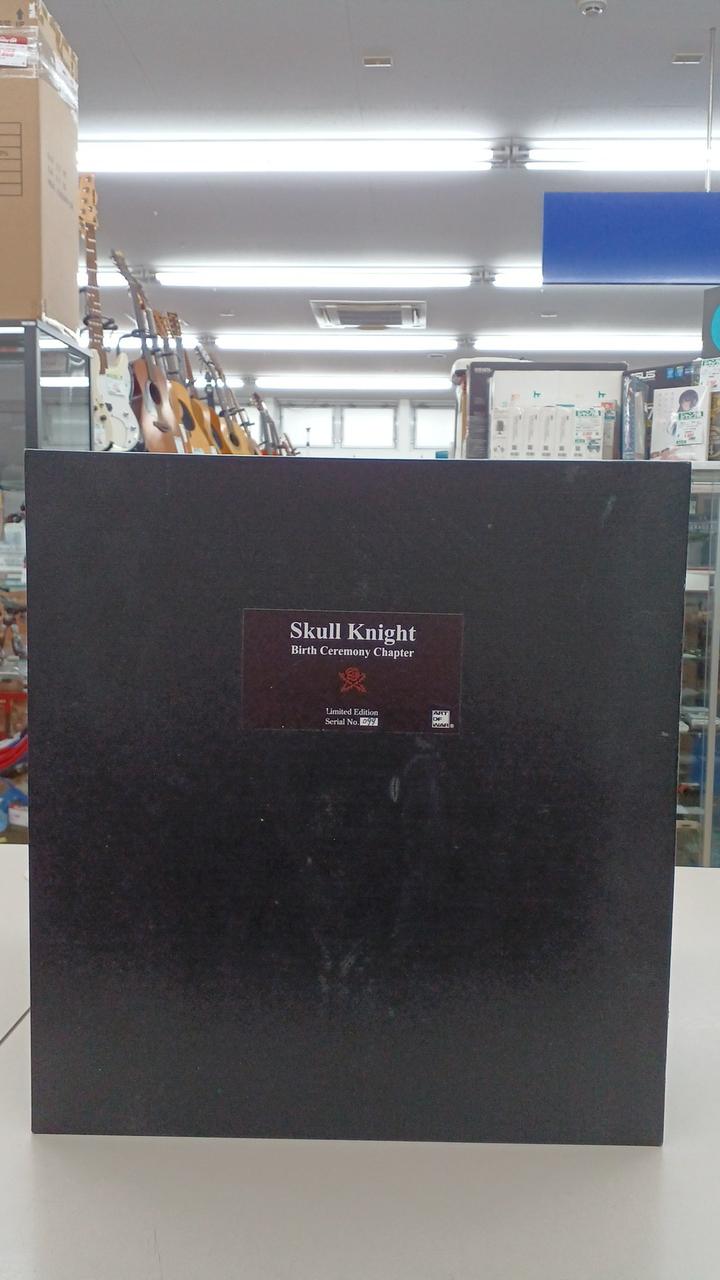 Skull Knight
Birth Ceremony Chapter
Limited Edition
Serial No.
ART
OF
WAR